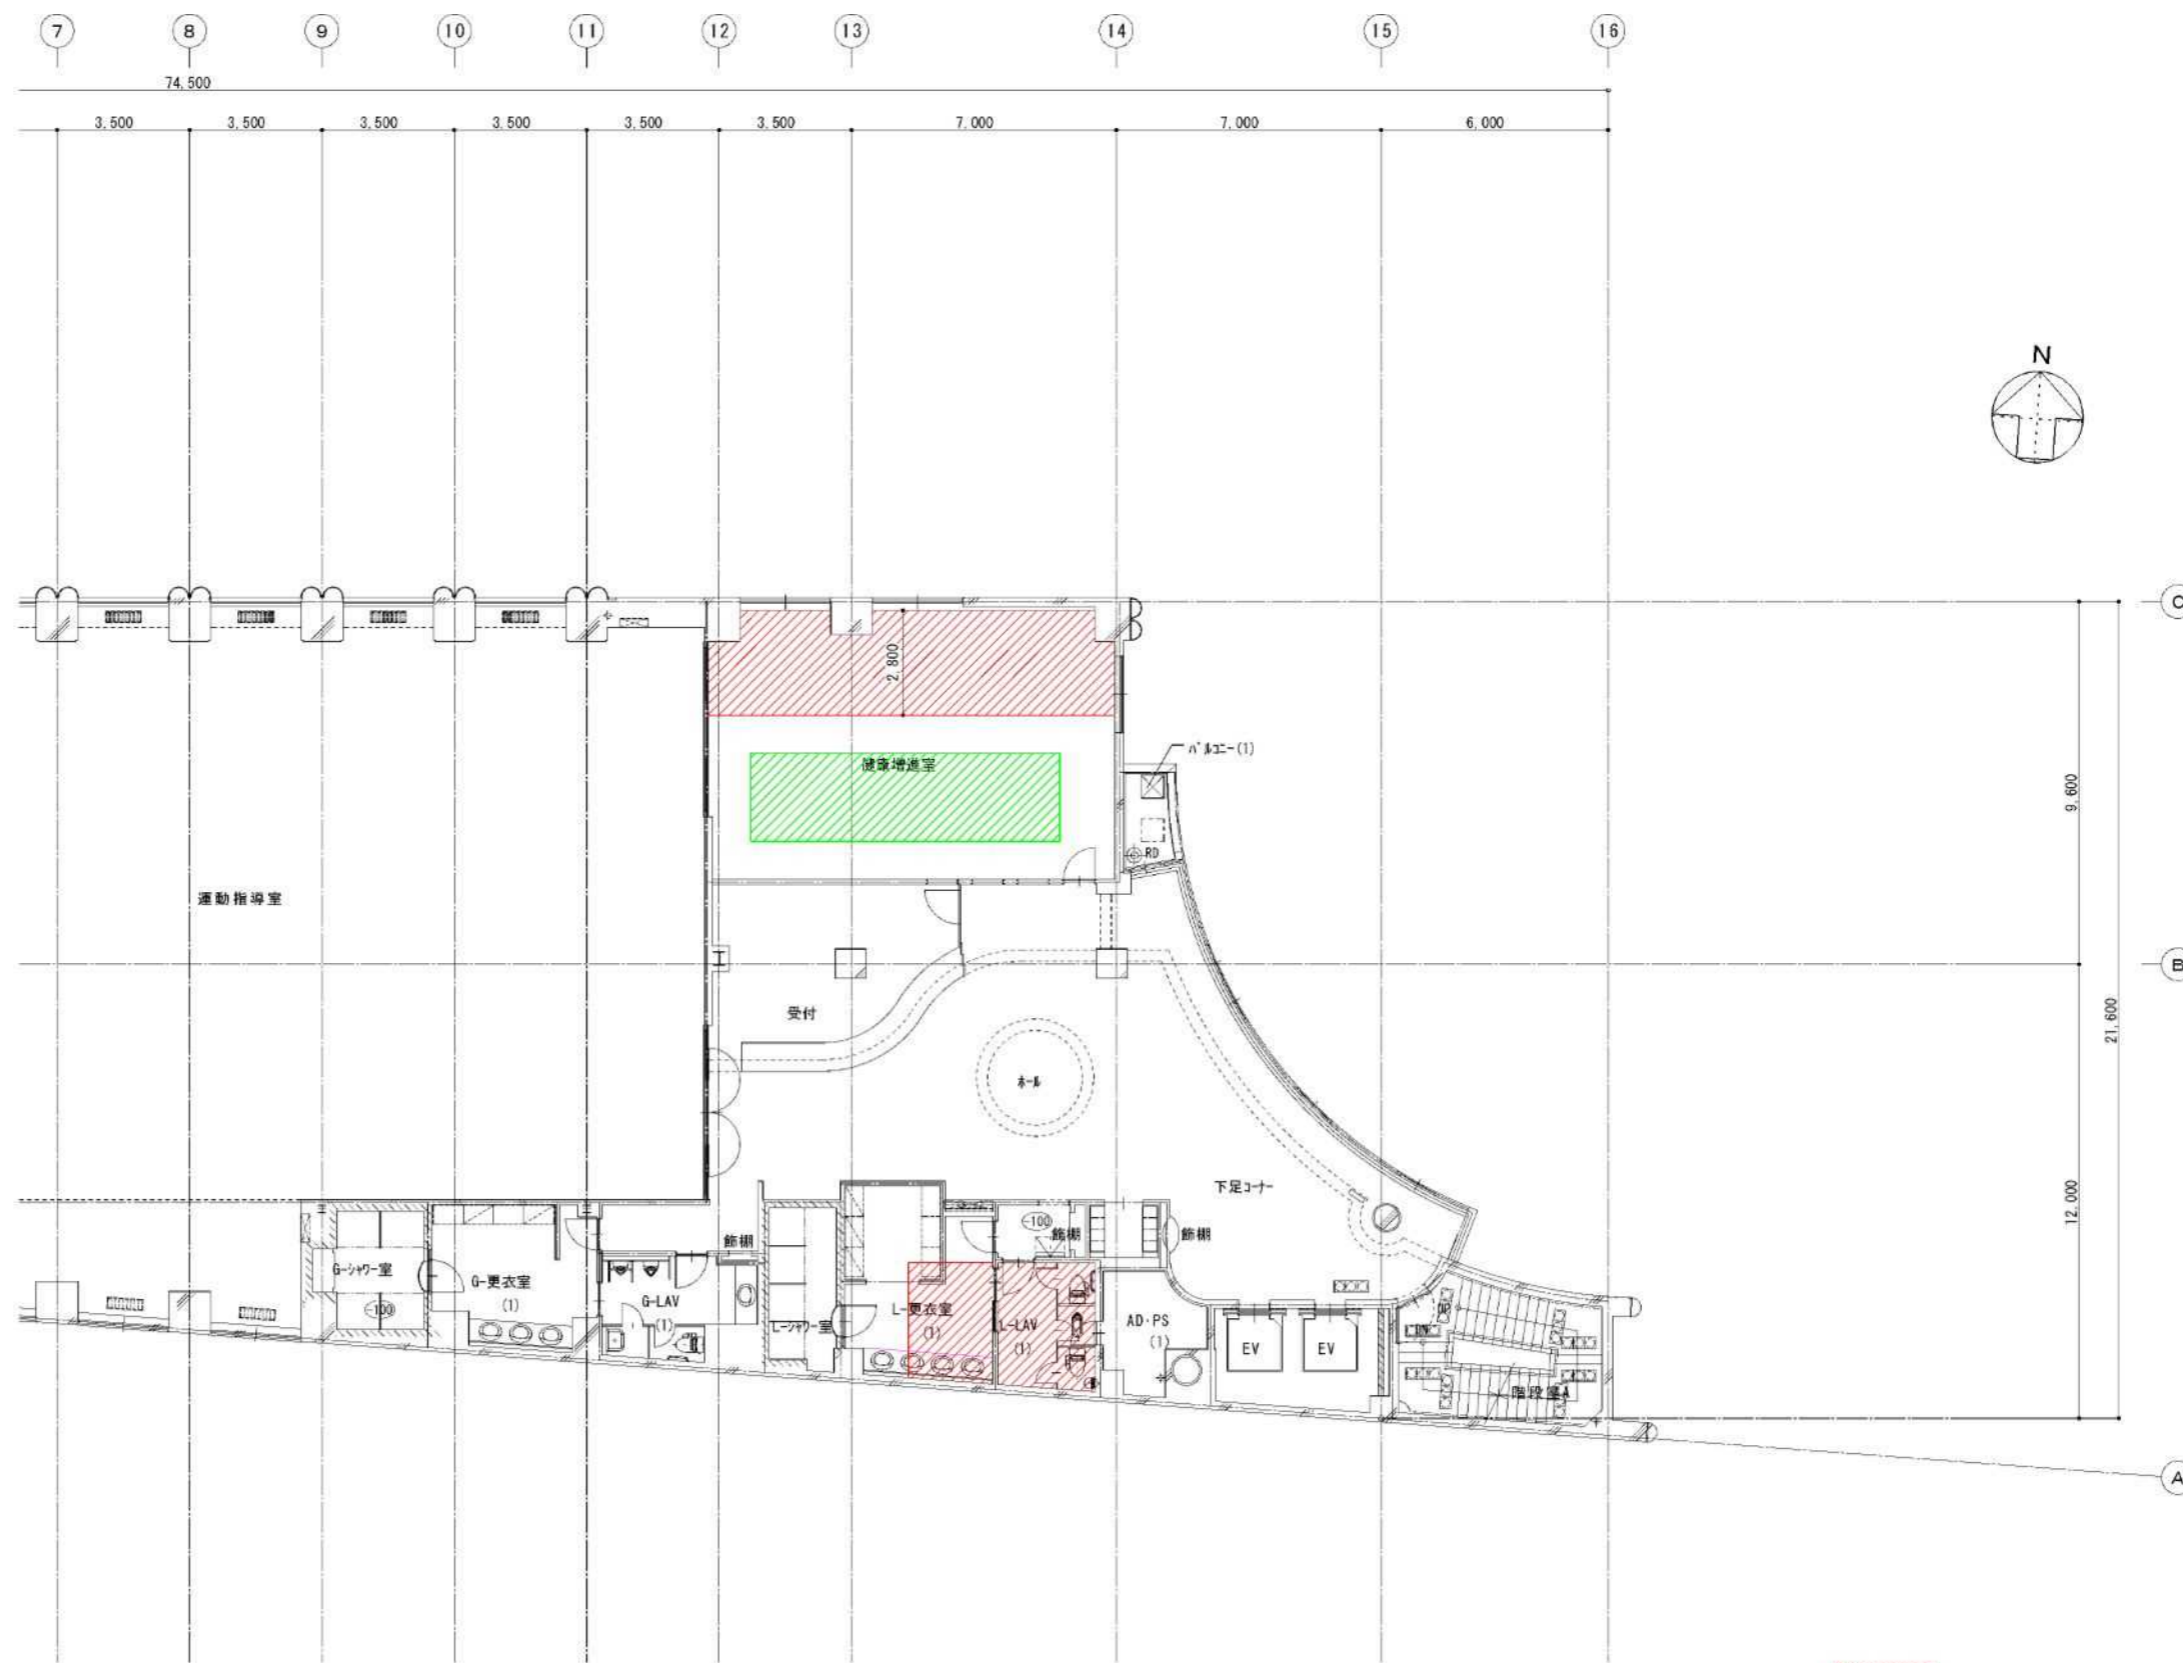 7 8 9 10 11 12 13 14 15 16
74,500
3,500 3,500 3,500 3,500 3,500 3,500 7,000 7,000 6,000
N
C
2,800
バルコニー(1)
健康増進室
9,600
RD
運動指導室
B
受付
21,600
ホール
下足コーナー
12,000
-100
飾棚
飾棚
飾棚
G-シャワー室
G-更衣室
(1)
-100
G-LAV
(1)
L-シャワー室
L-更衣室
(1)
L-LAV
(1)
AD・PS
(1)
EV
EV
UP
DN
階段室A
A